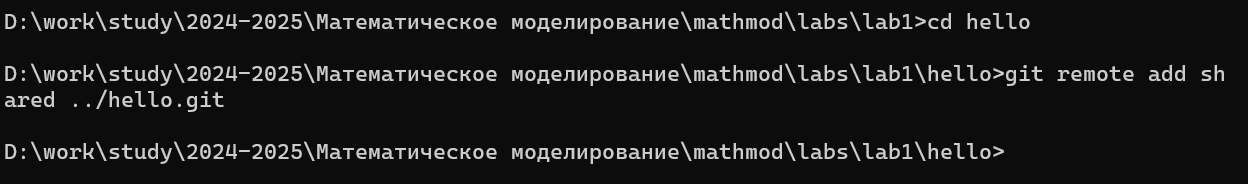 D:\work\study\2024-2025\Математическое моделирование\mathmod\labs\lab1>cd hello
D:\work\study\2024-2025\Математическое моделирование\mathmod\labs\lab1\hello>git remote add sh
ared ../hello.git
D:\work\study\2024-2025\Математическое моделирование\mathmod\labs\lab1\hello>